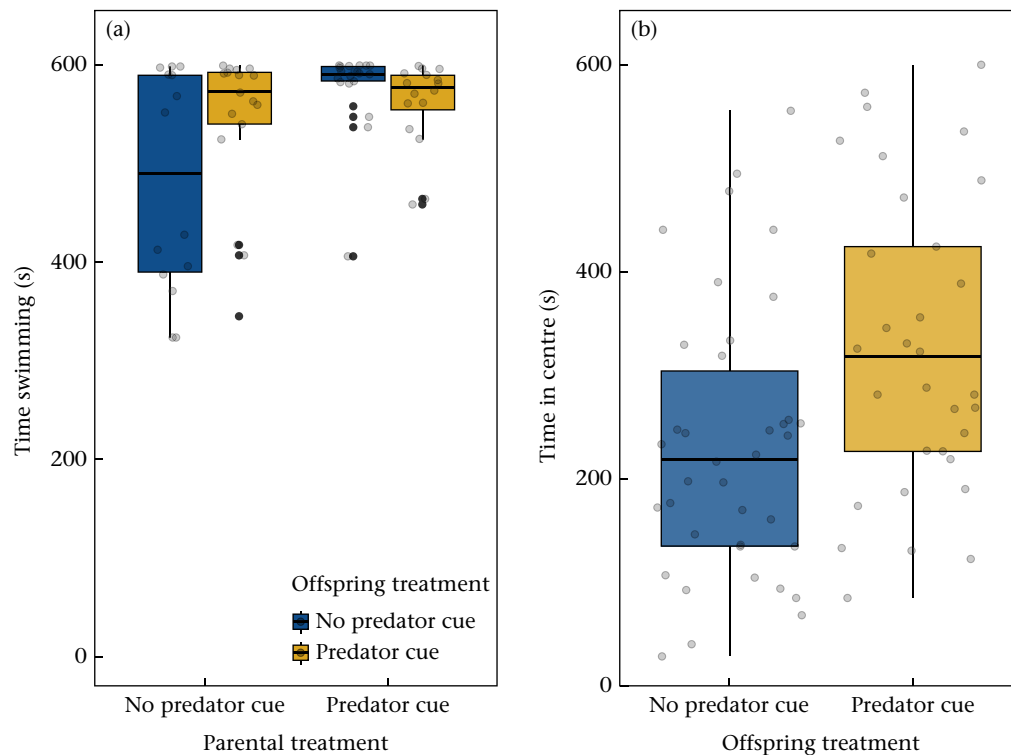 (a)
Time swimming (s)
600
400
200
0
Offspring treatment
No predator cue
Predator cue
No predator cue
Predator cue
Parental treatment
(b)
Time in centre (s)
600
400
200
0
No predator cue
Predator cue
Offspring treatment